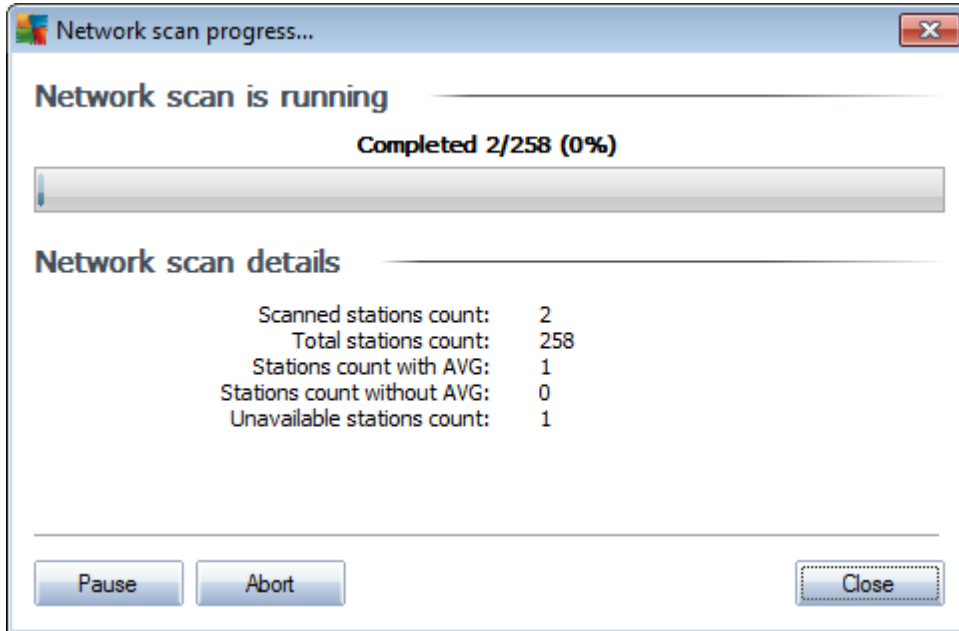 Network scan progress...
Network scan is running
Completed 2/258 (0%)
Network scan details
Scanned stations count: 2
Total stations count: 258
Stations count with AVG: 1
Stations count without AVG: 0
Unavailable stations count: 1
Pause Abort Close